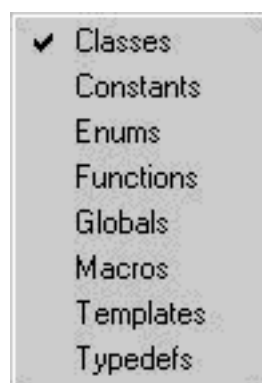 Classes
Constants
Enums
Functions
Globals
Macros
Templates
Typedefs